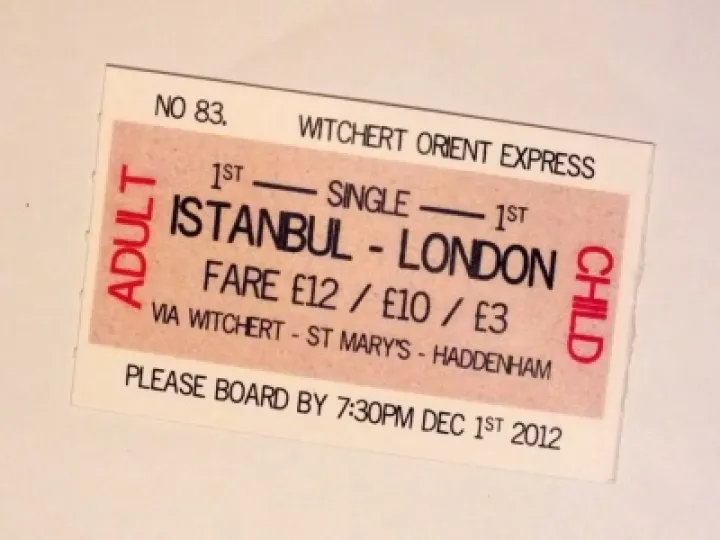 NO 83. WITCHERT ORIENT EXPRESS
ADULT
1ST — SINGLE — 1ST
ISTANBUL - LONDON
FARE £12 / £10 / £3
VIA WITCHERT - ST MARY'S - HADDENHAM
CHILD
PLEASE BOARD BY 7:30PM DEC 1ST 2012